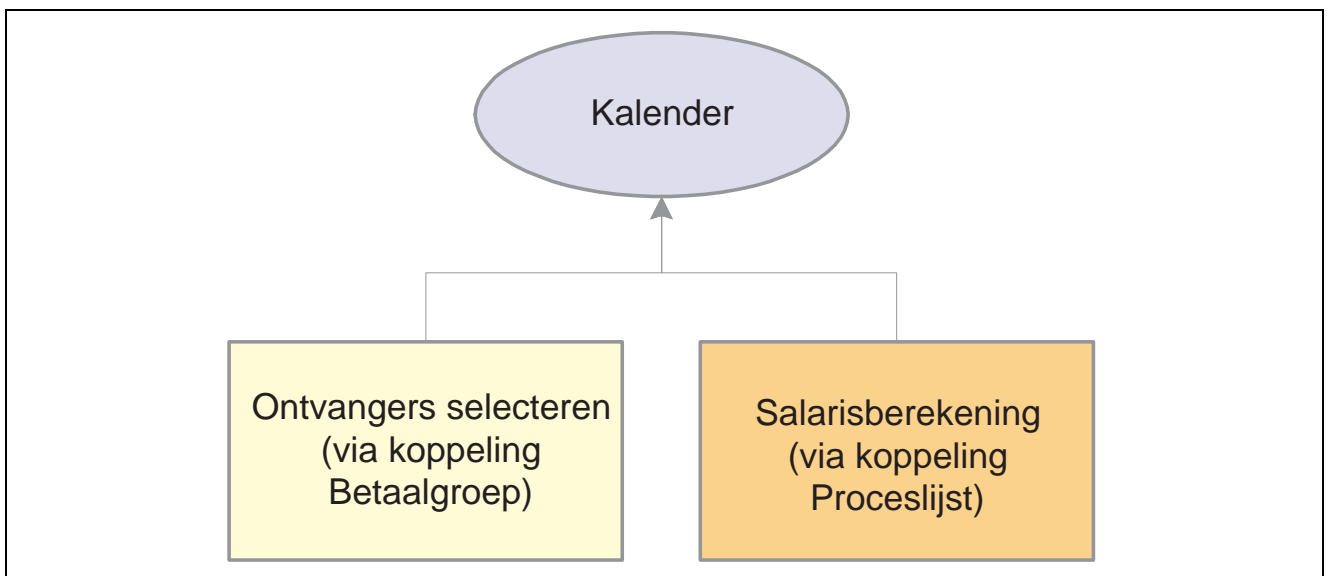 Kalender
Ontvangers selecteren
(via koppeling
Betaalgroep)
Salarisberekening
(via koppeling
Proceslijst)